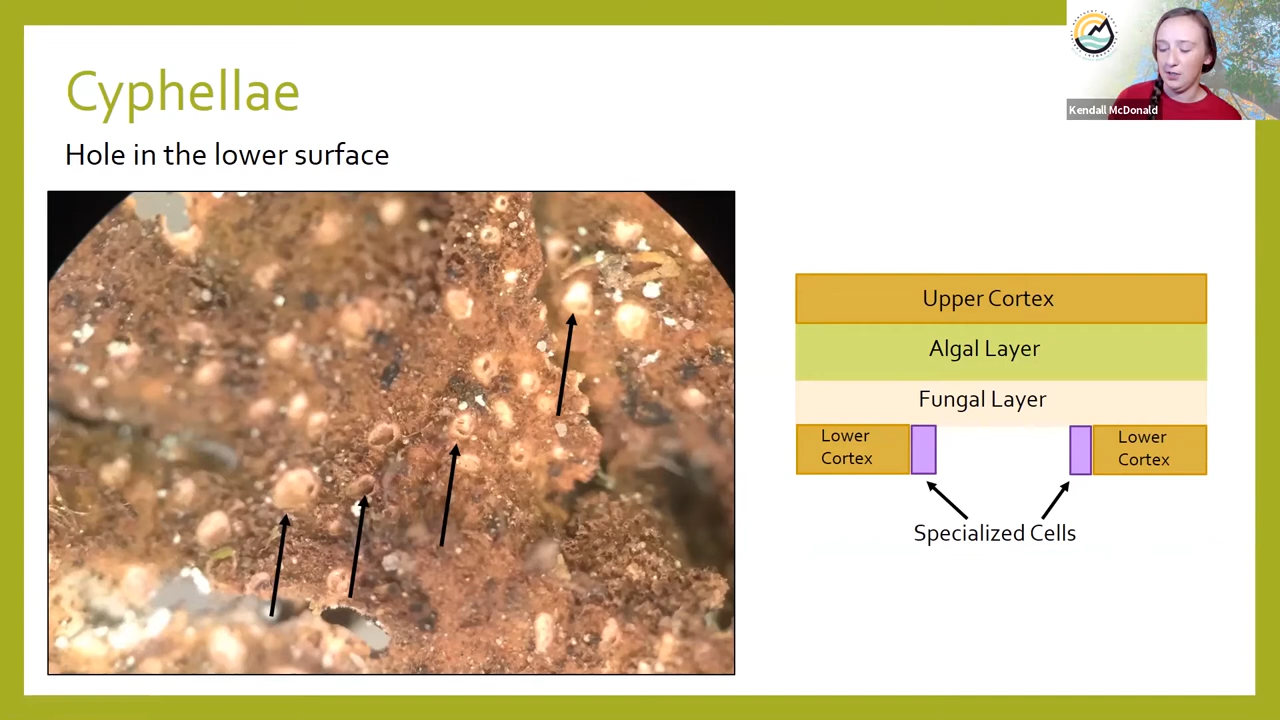 Cyphellae
Hole in the lower surface
Kendall McDonald
Upper Cortex
Algal Layer
Fungal Layer
Lower
Cortex
Lower
Cortex
Specialized Cells